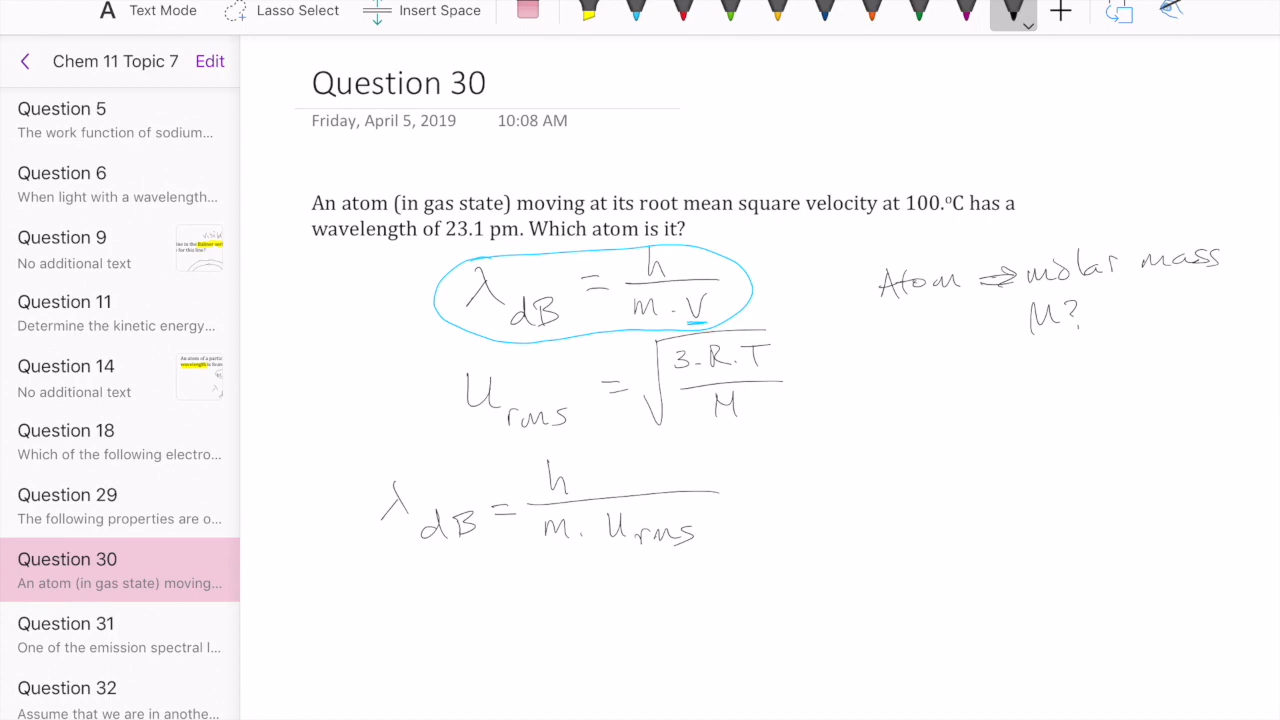 A Text Mode Lasso Select Insert Space
Chem 11 Topic 7 Edit
Question 5
The work function of sodium...
Question 6
When light with a wavelength...
Question 9
No additional text
Question 11
Determine the kinetic energy...
Question 14
No additional text
Question 18
Which of the following electro...
Question 29
The following properties are o...
Question 30
An atom (in gas state) moving...
Question 31
One of the emission spectral l...
Question 32
Assume that we are in anothe...
Question 30
Friday, April 5, 2019 10:08 AM
An atom (in gas state) moving at its root mean square velocity at 100.ºC has a
wavelength of 23.1 pm. Which atom is it?
λ dB = h / m . v
Atom ⇒ molar mass
M?
U rms = √ 3.R.T / M
λ dB = h / m. U rms